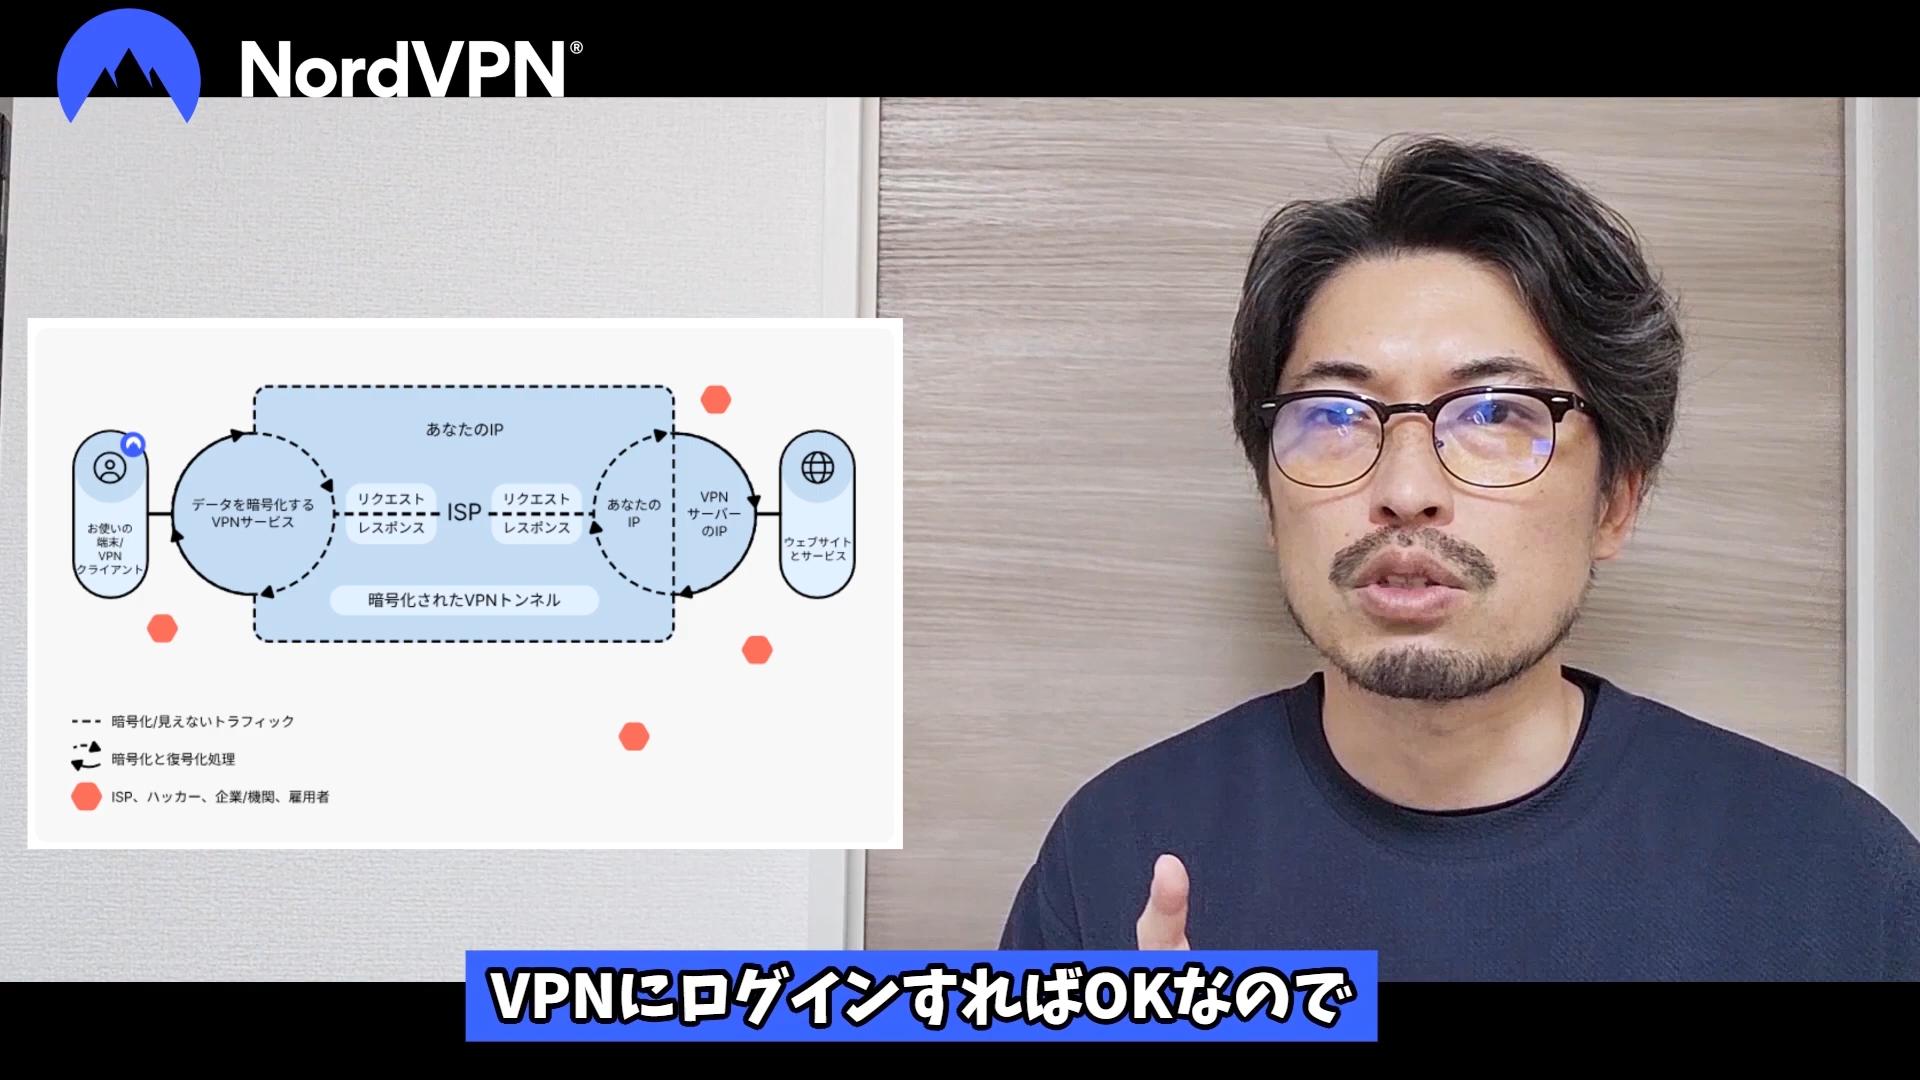 NordVPN®
あなたのIP
お使いの
端末/
VPN
クライアント
データを暗号化する
VPNサービス
リクエスト
レスポンス
ISP
リクエスト
レスポンス
あなたの
IP
VPN
サーバー
のIP
ウェブサイト
とサービス
暗号化されたVPNトンネル
暗号化/見えないトラフィック
暗号化と復号化処理
ISP、ハッカー、企業/機関、雇用者
VPNにログインすればOKなので